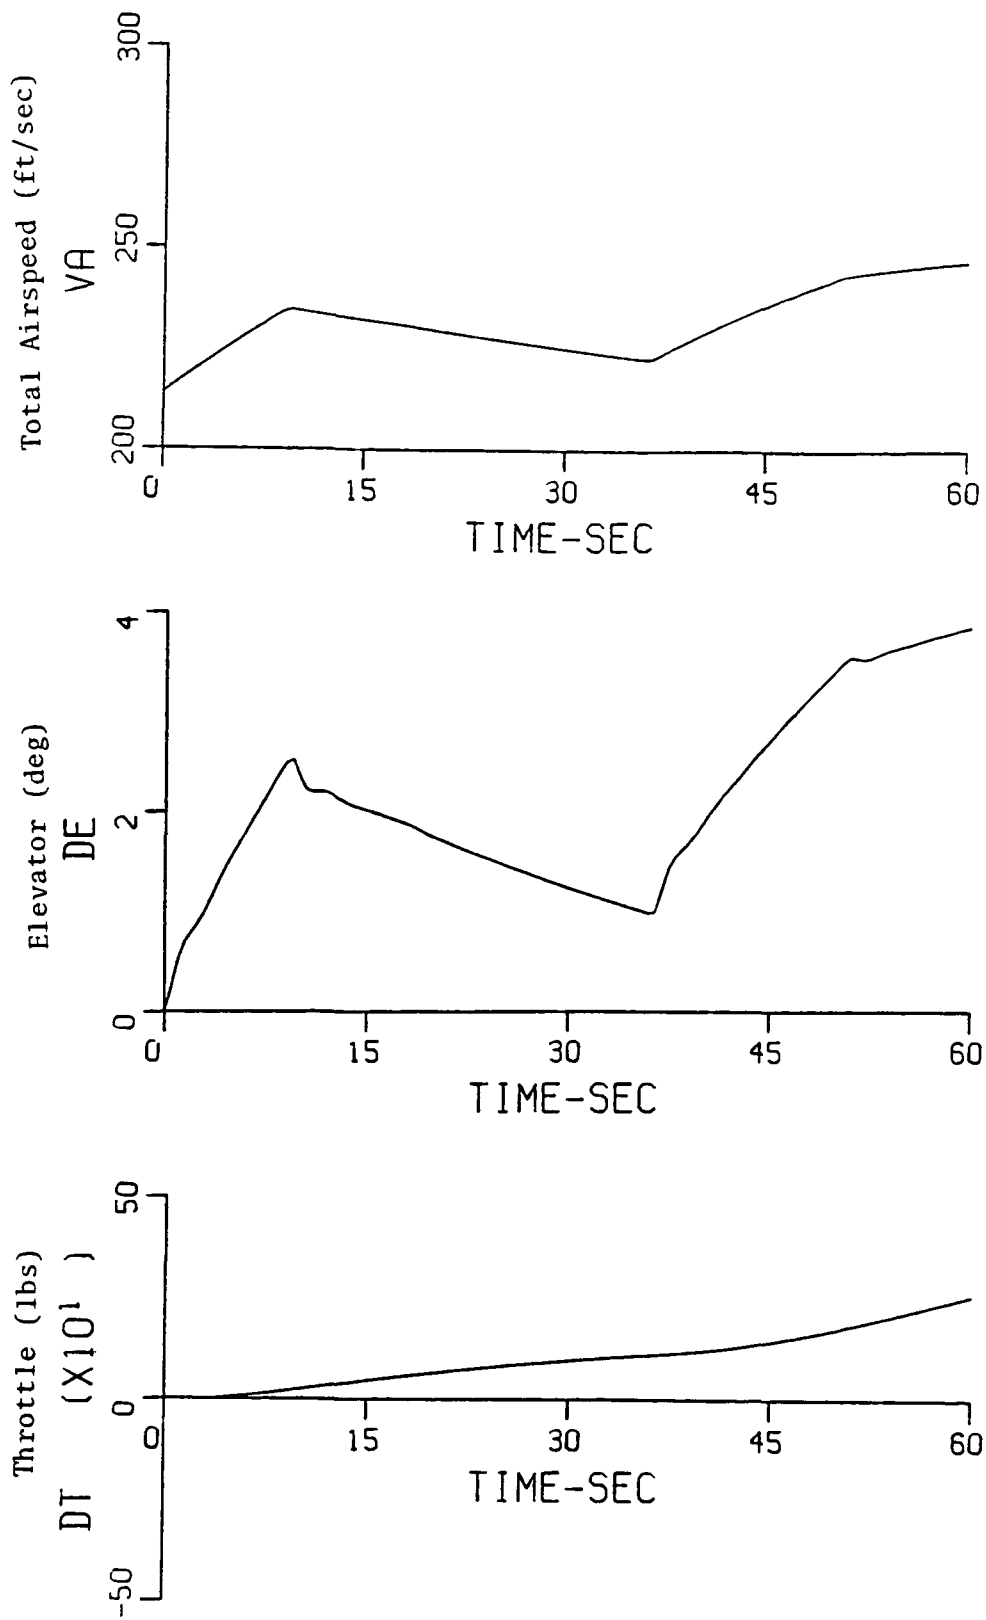 Total Airspeed (ft/sec)
VA
300
250
200
0 15 30 45 60
TIME-SEC
Elevator (deg)
DE
4
2
0
0 15 30 45 60
TIME-SEC
Throttle (lbs)
DT (X10¹ )
50
0
-50
0 15 30 45 60
TIME-SEC